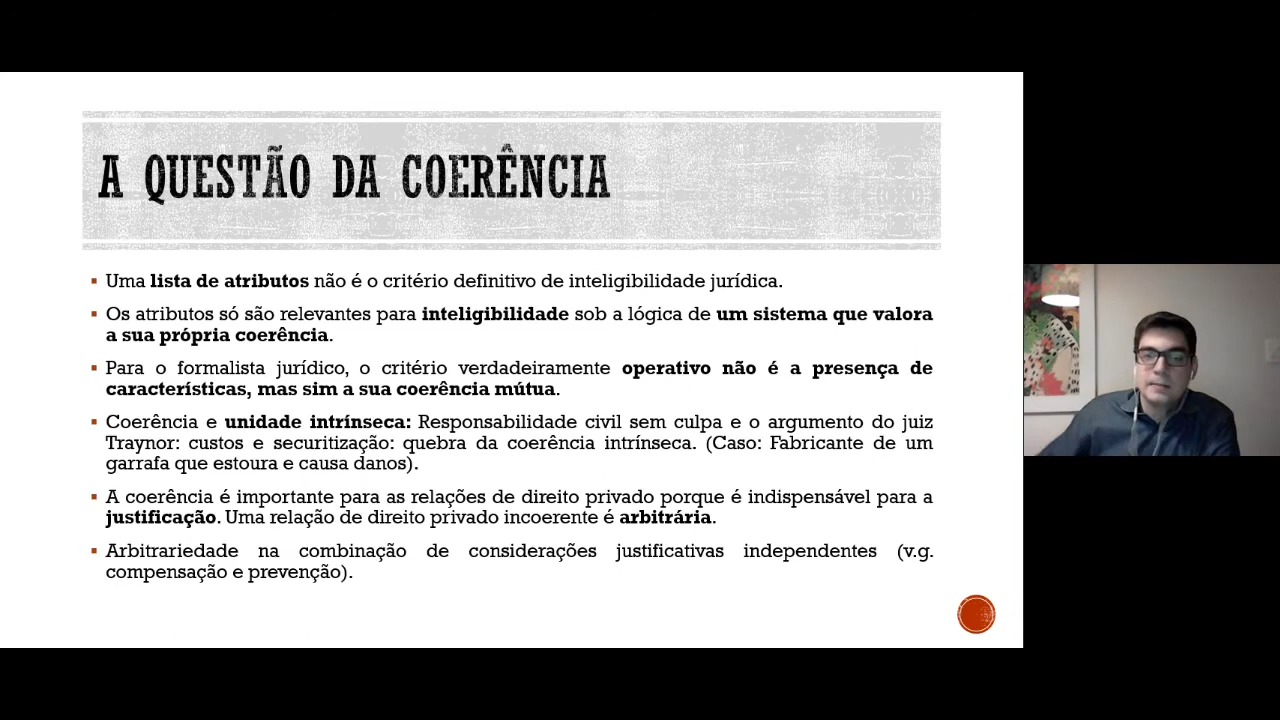 A QUESTÃO DA COERÊNCIA
▪ Uma lista de atributos não é o critério definitivo de inteligibilidade jurídica.
▪ Os atributos só são relevantes para inteligibilidade sob a lógica de um sistema que valora
a sua própria coerência.
▪ Para o formalista jurídico, o critério verdadeiramente operativo não é a presença de
características, mas sim a sua coerência mútua.
▪ Coerência e unidade intrínseca: Responsabilidade civil sem culpa e o argumento do juiz
Traynor: custos e securitização: quebra da coerência intrínseca. (Caso: Fabricante de um
garrafa que estoura e causa danos).
▪ A coerência é importante para as relações de direito privado porque é indispensável para a
justificação. Uma relação de direito privado incoerente é arbitrária.
▪ Arbitrariedade na combinação de considerações justificativas independentes (v.g.
compensação e prevenção).